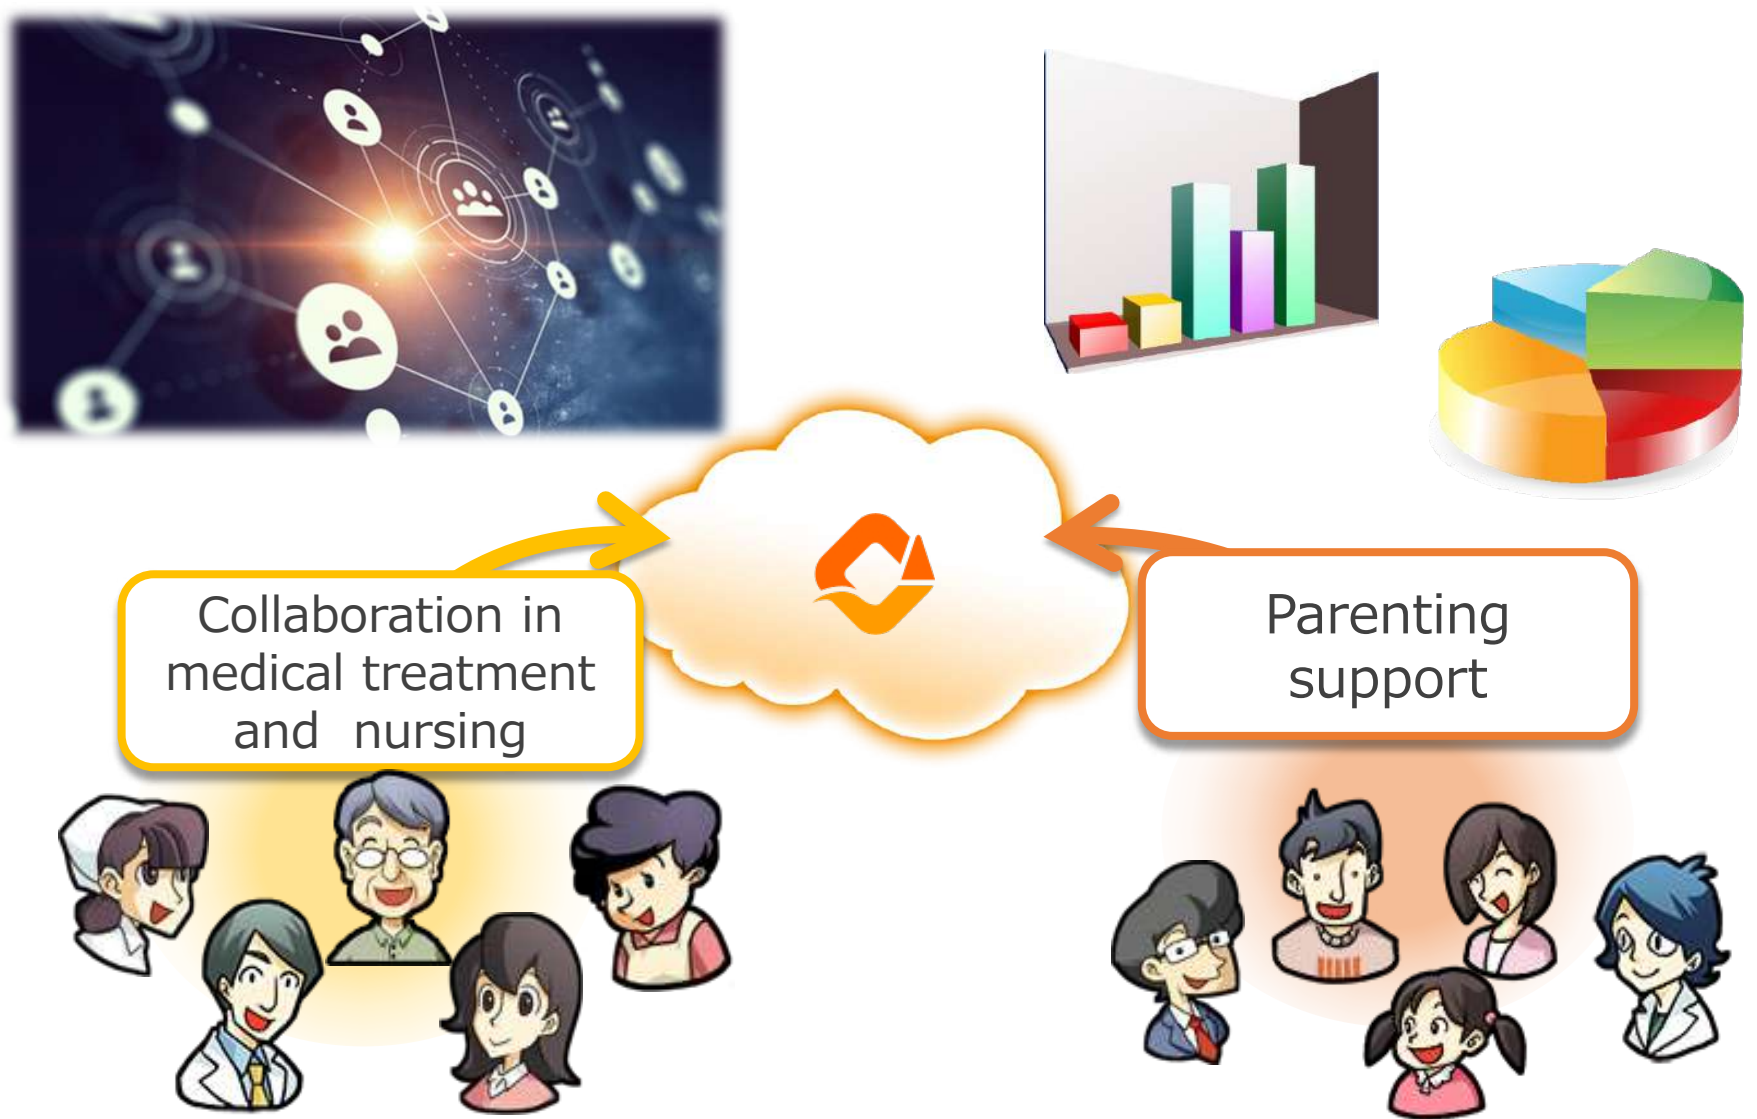 Collaboration in
medical treatment
and  nursing
Parenting
support